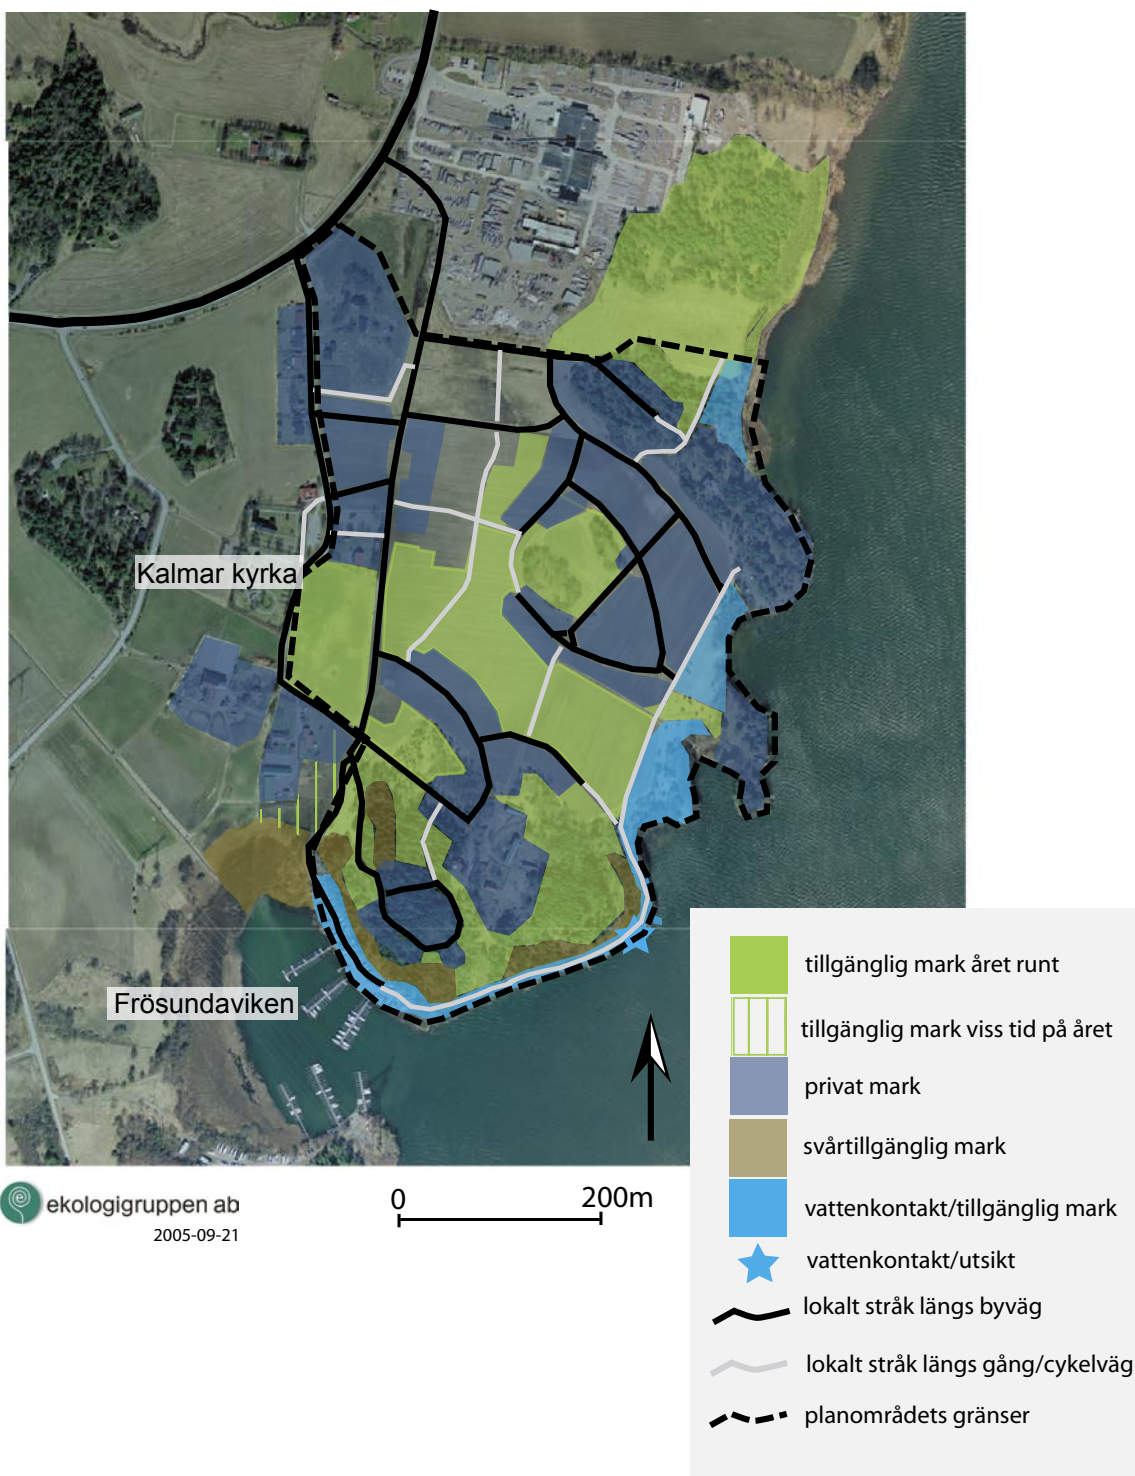 Kalmar kyrka
Frösundaviken
tillgänglig mark året runt
tillgänglig mark viss tid på året
privat mark
svårtillgänglig mark
vattenkontakt/tillgänglig mark
vattenkontakt/utsikt
lokalt stråk längs byväg
lokalt stråk längs gång/cykelväg
planområdets gränser
ekologigruppen ab
2005-09-21
0 200m